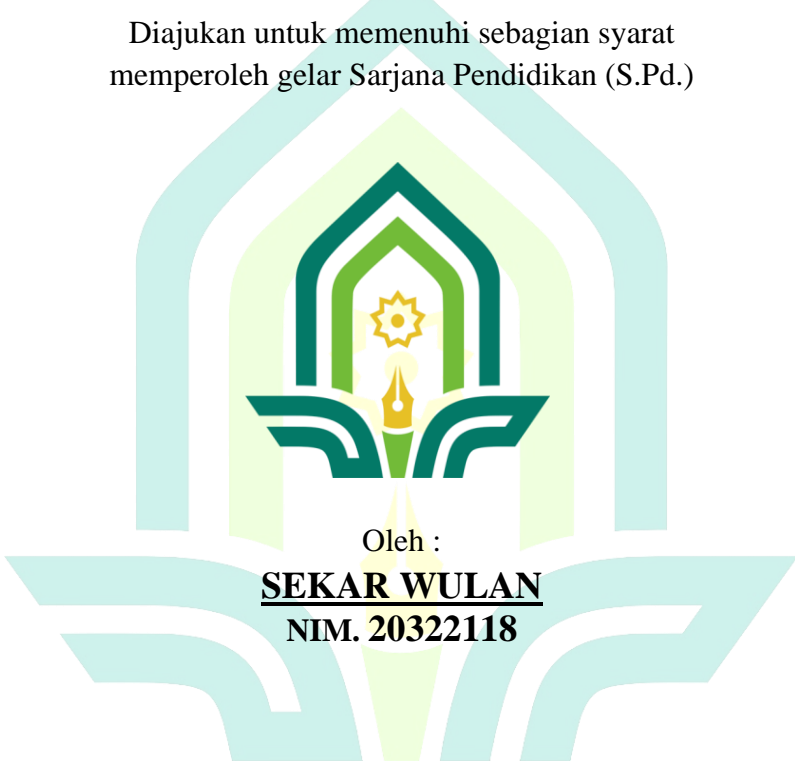 Diajukan untuk memenuhi sebagian syarat
memperoleh gelar Sarjana Pendidikan (S.Pd.)
Oleh :
SEKAR WULAN
NIM. 20322118